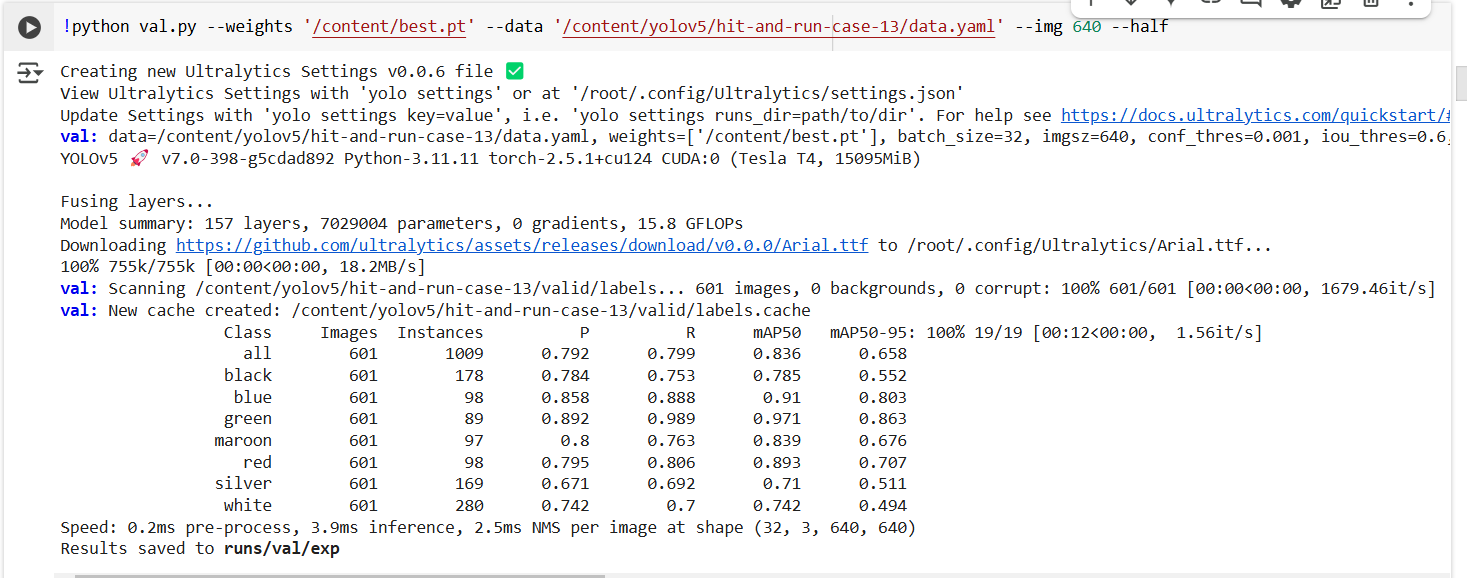 !python val.py --weights '/content/best.pt' --data '/content/yolov5/hit-and-run-case-13/data.yaml' --img 640 --half
Creating new Ultralytics Settings v0.0.6 file ✅
View Ultralytics Settings with 'yolo settings' or at '/root/.config/Ultralytics/settings.json'
Update Settings with 'yolo settings key=value', i.e. 'yolo settings runs_dir=path/to/dir'. For help see https://docs.ultralytics.com/quickstart/#
val: data=/content/yolov5/hit-and-run-case-13/data.yaml, weights=['/content/best.pt'], batch_size=32, imgsz=640, conf_thres=0.001, iou_thres=0.6,
YOLOv5 🚀 v7.0-398-g5cdad892 Python-3.11.11 torch-2.5.1+cu124 CUDA:0 (Tesla T4, 15095MiB)
Fusing layers...
Model summary: 157 layers, 7029004 parameters, 0 gradients, 15.8 GFLOPs
Downloading https://github.com/ultralytics/assets/releases/download/v0.0.0/Arial.ttf to /root/.config/Ultralytics/Arial.ttf...
100% 755k/755k [00:00<00:00, 18.2MB/s]
val: Scanning /content/yolov5/hit-and-run-case-13/valid/labels... 601 images, 0 backgrounds, 0 corrupt: 100% 601/601 [00:00<00:00, 1679.46it/s]
val: New cache created: /content/yolov5/hit-and-run-case-13/valid/labels.cache
Class Images Instances P R mAP50 mAP50-95: 100% 19/19 [00:12<00:00, 1.56it/s]
all 601 1009 0.792 0.799 0.836 0.658
black 601 178 0.784 0.753 0.785 0.552
blue 601 98 0.858 0.888 0.91 0.803
green 601 89 0.892 0.989 0.971 0.863
maroon 601 97 0.8 0.763 0.839 0.676
red 601 98 0.795 0.806 0.893 0.707
silver 601 169 0.671 0.692 0.71 0.511
white 601 280 0.742 0.7 0.742 0.494
Speed: 0.2ms pre-process, 3.9ms inference, 2.5ms NMS per image at shape (32, 3, 640, 640)
Results saved to runs/val/exp